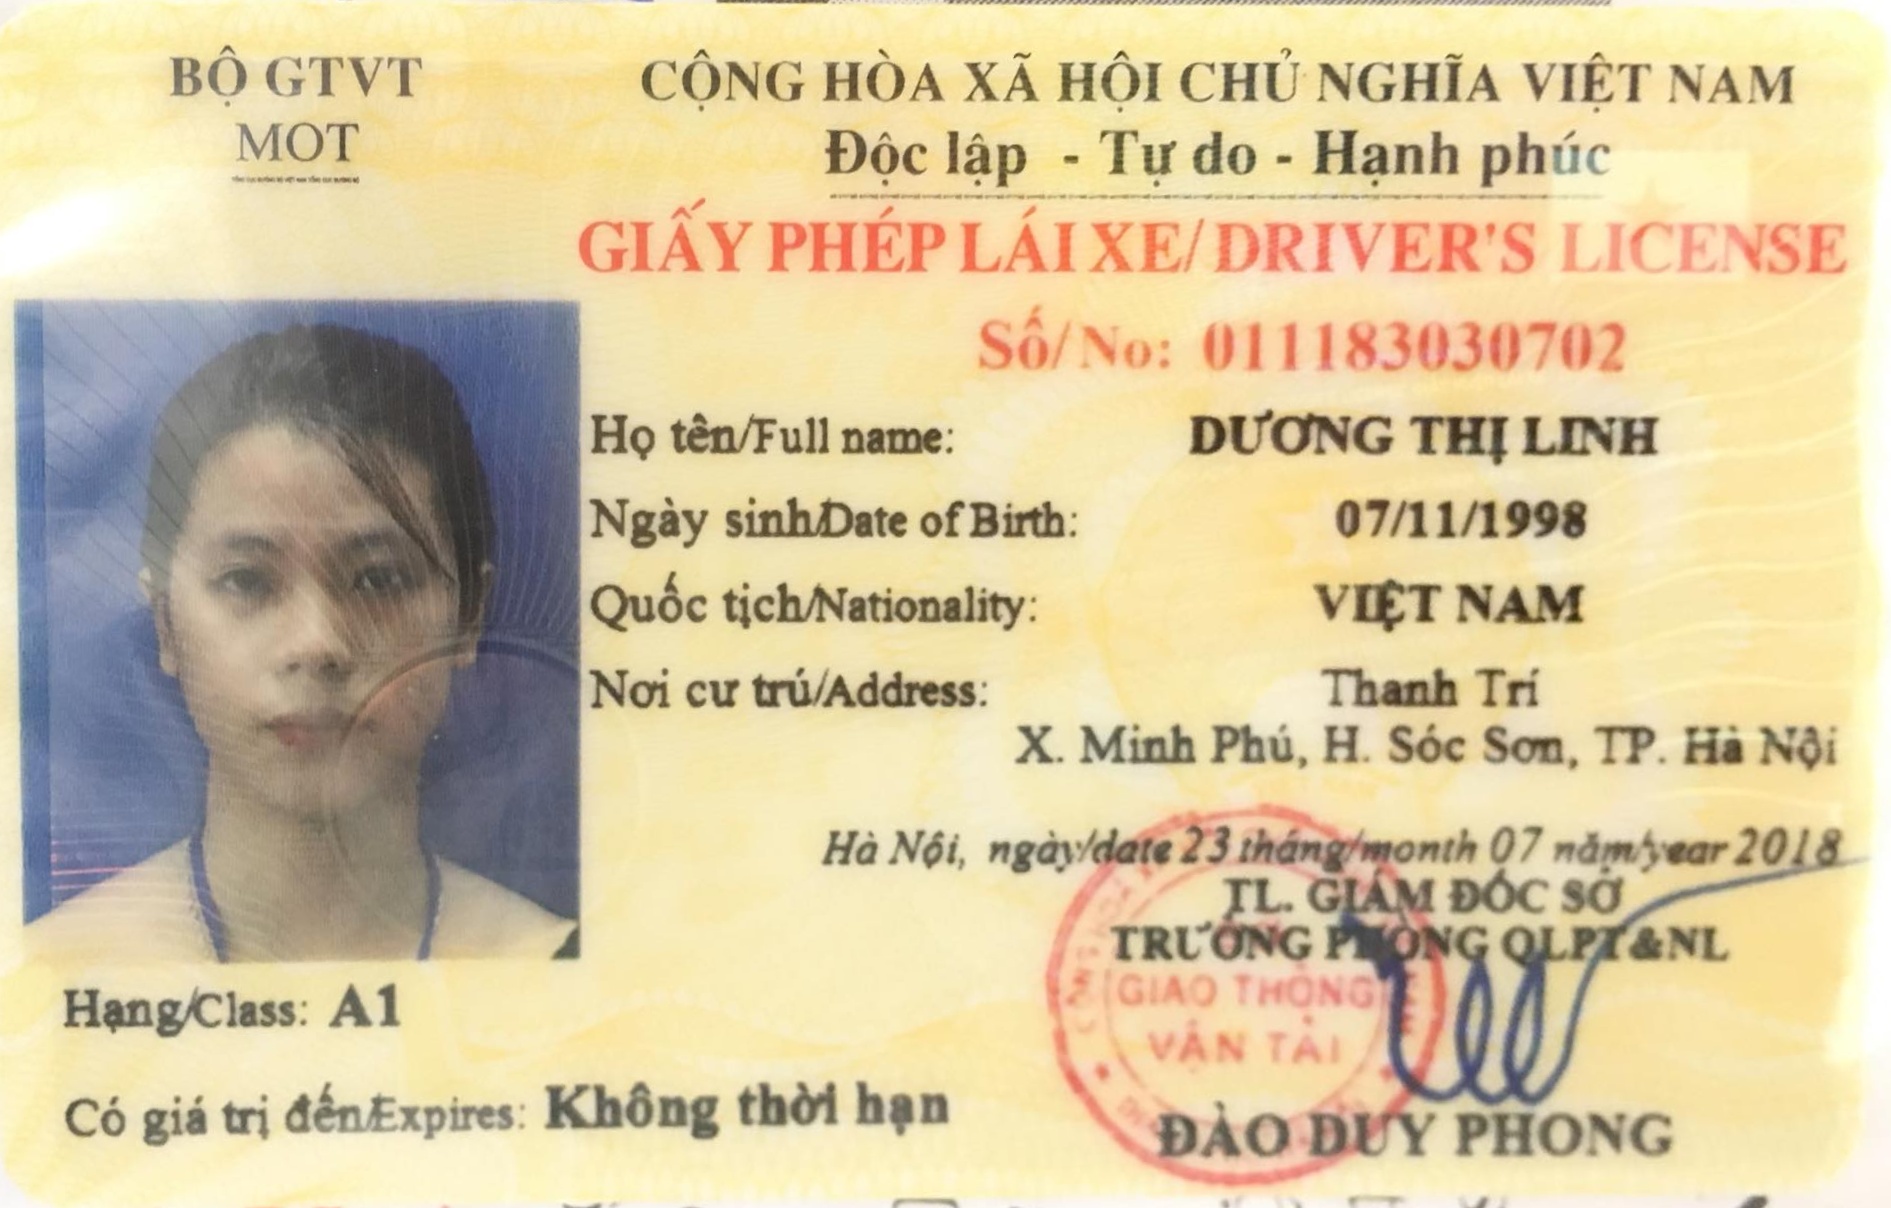 BỘ GTVT
MOT
CỘNG HÒA XÃ HỘI CHỦ NGHĨA VIỆT NAM
Độc lập - Tự do - Hạnh phúc
GIẤY PHÉP LÁI XE/DRIVER'S LICENSE
Số/No: 011183030702
Họ tên/Full name: DƯƠNG THỊ LINH
Ngày sinh/Date of Birth: 07/11/1998
Quốc tịch/Nationality: VIỆT NAM
Nơi cư trú/Address: Thanh Trí
X. Minh Phú, H. Sóc Sơn, TP. Hà Nội
Hà Nội, ngày/date 23 tháng/month 07 năm/year 2018
TL. GIÁM ĐỐC SỞ
TRƯỞNG PHÒNG QLPT&NL
GIAO THÔNG
VẬN TẢI
ĐÀO DUY PHONG
Hạng/Class: A1
Có giá trị đến/Expires: Không thời hạn